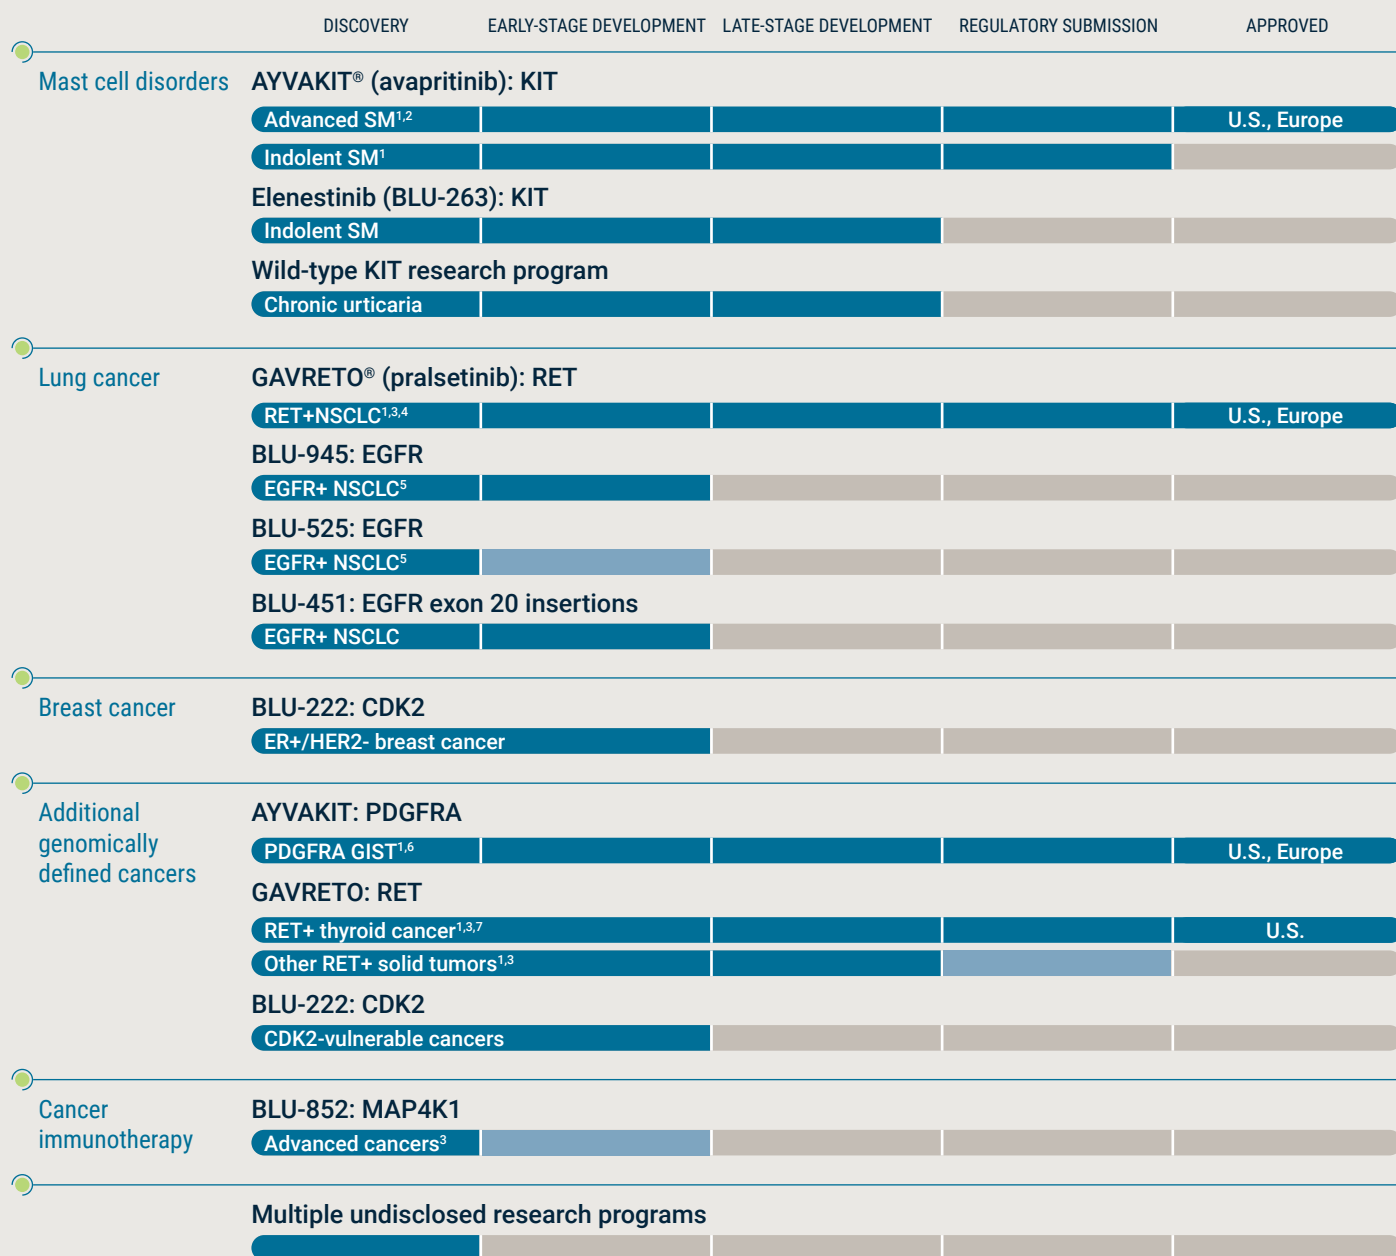 DISCOVERY EARLY-STAGE DEVELOPMENT LATE-STAGE DEVELOPMENT REGULATORY SUBMISSION APPROVED
Mast cell disorders
AYVAKIT® (avapritinib): KIT
Advanced SM1,2 U.S., Europe
Indolent SM1
Elenestinib (BLU-263): KIT
Indolent SM
Wild-type KIT research program
Chronic urticaria
Lung cancer
GAVRETO® (pralsetinib): RET
RET+NSCLC1,3,4 U.S., Europe
BLU-945: EGFR
EGFR+ NSCLC5
BLU-525: EGFR
EGFR+ NSCLC5
BLU-451: EGFR exon 20 insertions
EGFR+ NSCLC
Breast cancer
BLU-222: CDK2
ER+/HER2- breast cancer
Additional
genomically
defined cancers
AYVAKIT: PDGFRA
PDGFRA GIST1,6 U.S., Europe
GAVRETO: RET
RET+ thyroid cancer1,3,7 U.S.
Other RET+ solid tumors1,3
BLU-222: CDK2
CDK2-vulnerable cancers
Cancer
immunotherapy
BLU-852: MAP4K1
Advanced cancers3
Multiple undisclosed research programs